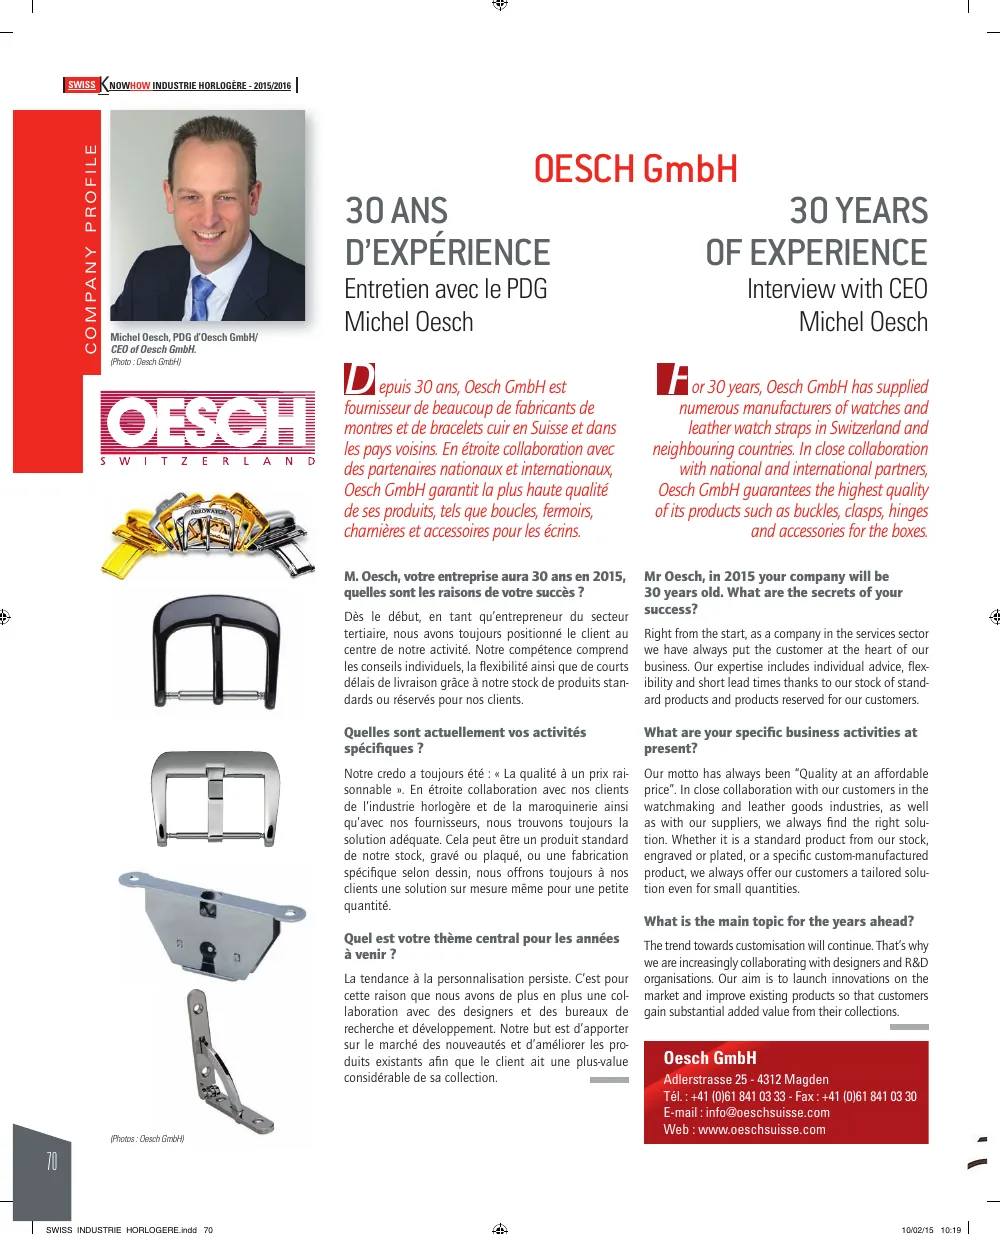 SWISS KNOWHOW INDUSTRIE HORLOGÈRE - 2015/2016
COMPANY PROFILE
Michel Oesch, PDG d'Oesch GmbH/
CEO of Oesch GmbH.
(Photo : Oesch GmbH)
OESCH
SWITZERLAND
AEROWATCH
(Photos : Oesch GmbH)
OESCH GmbH
30 ANS
D'EXPÉRIENCE
Entretien avec le PDG
Michel Oesch
Depuis 30 ans, Oesch GmbH est
fournisseur de beaucoup de fabricants de
montres et de bracelets cuir en Suisse et dans
les pays voisins. En étroite collaboration avec
des partenaires nationaux et internationaux,
Oesch GmbH garantit la plus haute qualité
de ses produits, tels que boucles, fermoirs,
charnières et accessoires pour les écrins.
M. Oesch, votre entreprise aura 30 ans en 2015,
quelles sont les raisons de votre succès ?
Dès le début, en tant qu'entrepreneur du secteur
tertiaire, nous avons toujours positionné le client au
centre de notre activité. Notre compétence comprend
les conseils individuels, la flexibilité ainsi que de courts
délais de livraison grâce à notre stock de produits stan-
dards ou réservés pour nos clients.
Quelles sont actuellement vos activités
spécifiques ?
Notre credo a toujours été : « La qualité à un prix rai-
sonnable ». En étroite collaboration avec nos clients
de l'industrie horlogère et de la maroquinerie ainsi
qu'avec nos fournisseurs, nous trouvons toujours la
solution adéquate. Cela peut être un produit standard
de notre stock, gravé ou plaqué, ou une fabrication
spécifique selon dessin, nous offrons toujours à nos
clients une solution sur mesure même pour une petite
quantité.
Quel est votre thème central pour les années
à venir ?
La tendance à la personnalisation persiste. C'est pour
cette raison que nous avons de plus en plus une col-
laboration avec des designers et des bureaux de
recherche et développement. Notre but est d'apporter
sur le marché des nouveautés et d'améliorer les pro-
duits existants afin que le client ait une plus-value
considérable de sa collection.
30 YEARS
OF EXPERIENCE
Interview with CEO
Michel Oesch
For 30 years, Oesch GmbH has supplied
numerous manufacturers of watches and
leather watch straps in Switzerland and
neighbouring countries. In close collaboration
with national and international partners,
Oesch GmbH guarantees the highest quality
of its products such as buckles, clasps, hinges
and accessories for the boxes.
Mr Oesch, in 2015 your company will be
30 years old. What are the secrets of your
success?
Right from the start, as a company in the services sector
we have always put the customer at the heart of our
business. Our expertise includes individual advice, flex-
ibility and short lead times thanks to our stock of stand-
ard products and products reserved for our customers.
What are your specific business activities at
present?
Our motto has always been "Quality at an affordable
price". In close collaboration with our customers in the
watchmaking and leather goods industries, as well
as with our suppliers, we always find the right solu-
tion. Whether it is a standard product from our stock,
engraved or plated, or a specific custom-manufactured
product, we always offer our customers a tailored solu-
tion even for small quantities.
What is the main topic for the years ahead?
The trend towards customisation will continue. That's why
we are increasingly collaborating with designers and R&D
organisations. Our aim is to launch innovations on the
market and improve existing products so that customers
gain substantial added value from their collections.
Oesch GmbH
Adlerstrasse 25 - 4312 Magden
Tél. : +41 (0)61 841 03 33 - Fax : +41 (0)61 841 03 30
E-mail : info@oeschsuisse.com
Web : www.oeschsuisse.com
70
SWISS_INDUSTRIE_HORLOGERE.indd 70
10/02/15 10:19